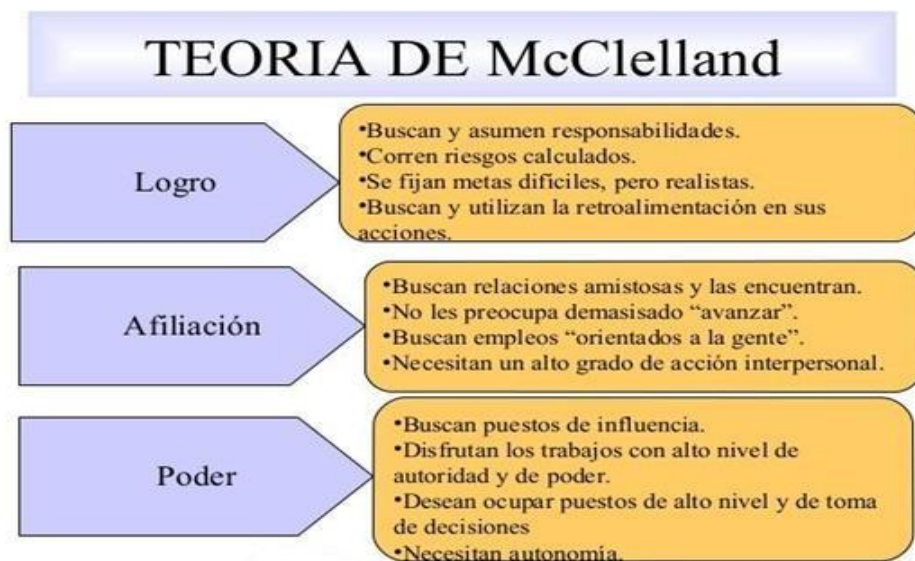 TEORIA DE McClelland
Logro
•Buscan y asumen responsabilidades.
•Corren riesgos calculados.
•Se fijan metas difíciles, pero realistas.
•Buscan y utilizan la retroalimentación en sus
acciones.
Afiliación
•Buscan relaciones amistosas y las encuentran.
•No les preocupa demasisado “avanzar”.
•Buscan empleos “orientados a la gente”.
•Necesitan un alto grado de acción interpersonal.
Poder
•Buscan puestos de influencia.
•Disfrutan los trabajos con alto nivel de
autoridad y de poder.
•Desean ocupar puestos de alto nivel y de toma
de decisiones
•Necesitan autonomía.